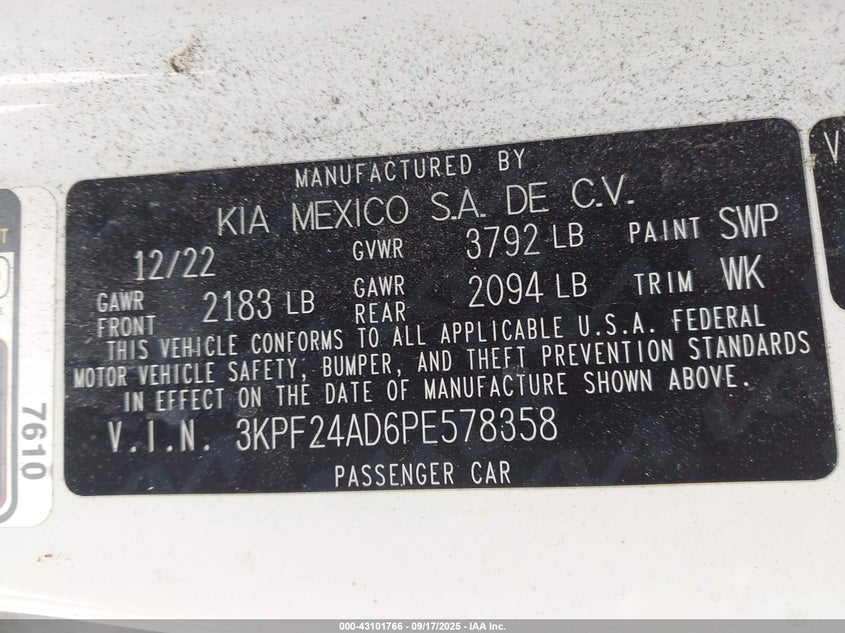 MANUFACTURED BY
KIA MEXICO S.A. DE C.V.
12/22 GVWR 3792 LB PAINT SWP
GAWR FRONT 2183 LB GAWR REAR 2094 LB TRIM WK
THIS VEHICLE CONFORMS TO ALL APPLICABLE U.S.A. FEDERAL
MOTOR VEHICLE SAFETY, BUMPER, AND THEFT PREVENTION STANDARDS
IN EFFECT ON THE DATE OF MANUFACTURE SHOWN ABOVE.
V.I.N. 3KPF24AD6PE578358
PASSENGER CAR
7610
V
000-43101766 - 09/17/2025 - IAA Inc.